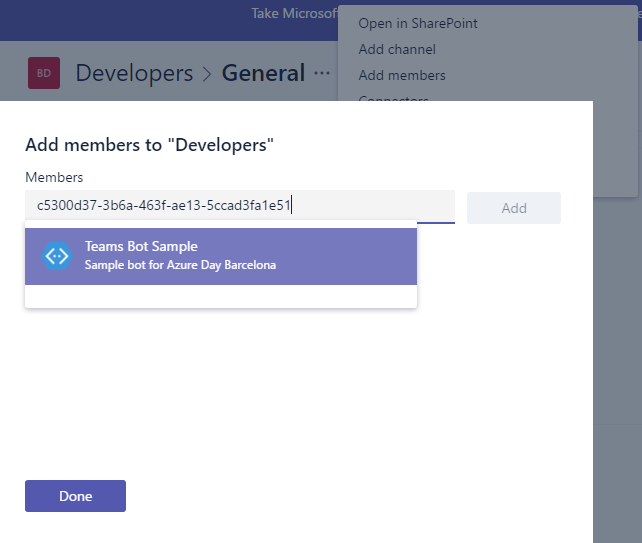 Take Microsof
Open in SharePoint
Add channel
Add members
Connectors
BD
Developers > General ···
Add members to "Developers"
Members
c5300d37-3b6a-463f-ae13-5ccad3fa1e51
Add
Teams Bot Sample
Sample bot for Azure Day Barcelona
Done